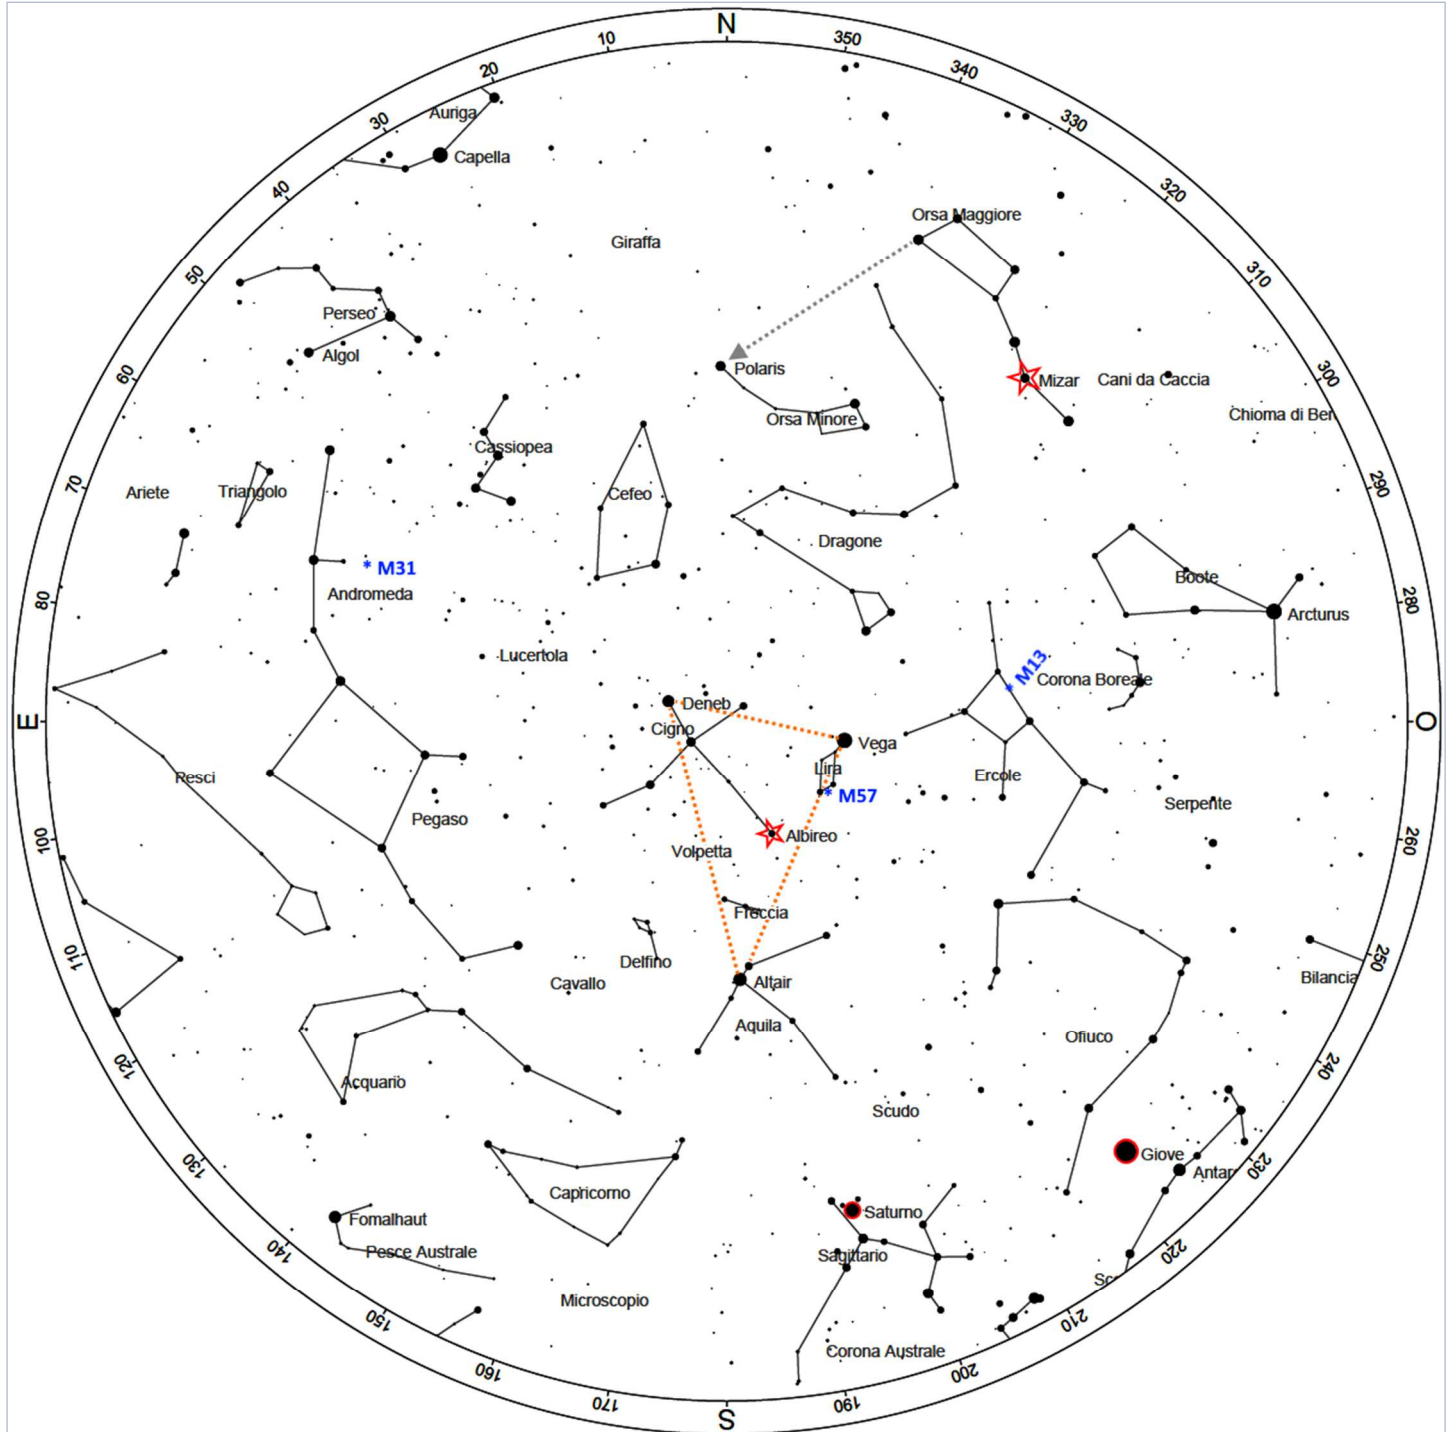 N
10
350
20
340
Auriga
30
330
Capella
40
320
Orsa Maggiore
Giraffa
50
310
Perseo
Algol
Polaris
60
300
Mizar
Cani da Caccia
Chioma di Ber
Orsa Minore
Cassiopea
70
290
Ariete
Triangolo
Cefeo
Dragone
* M31
Boote
Andromeda
80
280
Arcturus
Lucertola
* M13
Corona Boreale
Deneb
E
O
Cigno
Vega
Lira
Ercole
Pesci
* M57
Serpente
Pegaso
100
260
Albireo
Volpetta
Freccia
110
250
Delfino
Cavallo
Altair
Bilancia
Aquila
Ofiuco
120
240
Acquario
Scudo
130
230
Giove
Antar
Capricorno
Fomalhaut
Saturno
140
220
Pesce Australe
Sagittario
Sc
Microscopio
150
210
Corona Australe
160
200
170
190
S